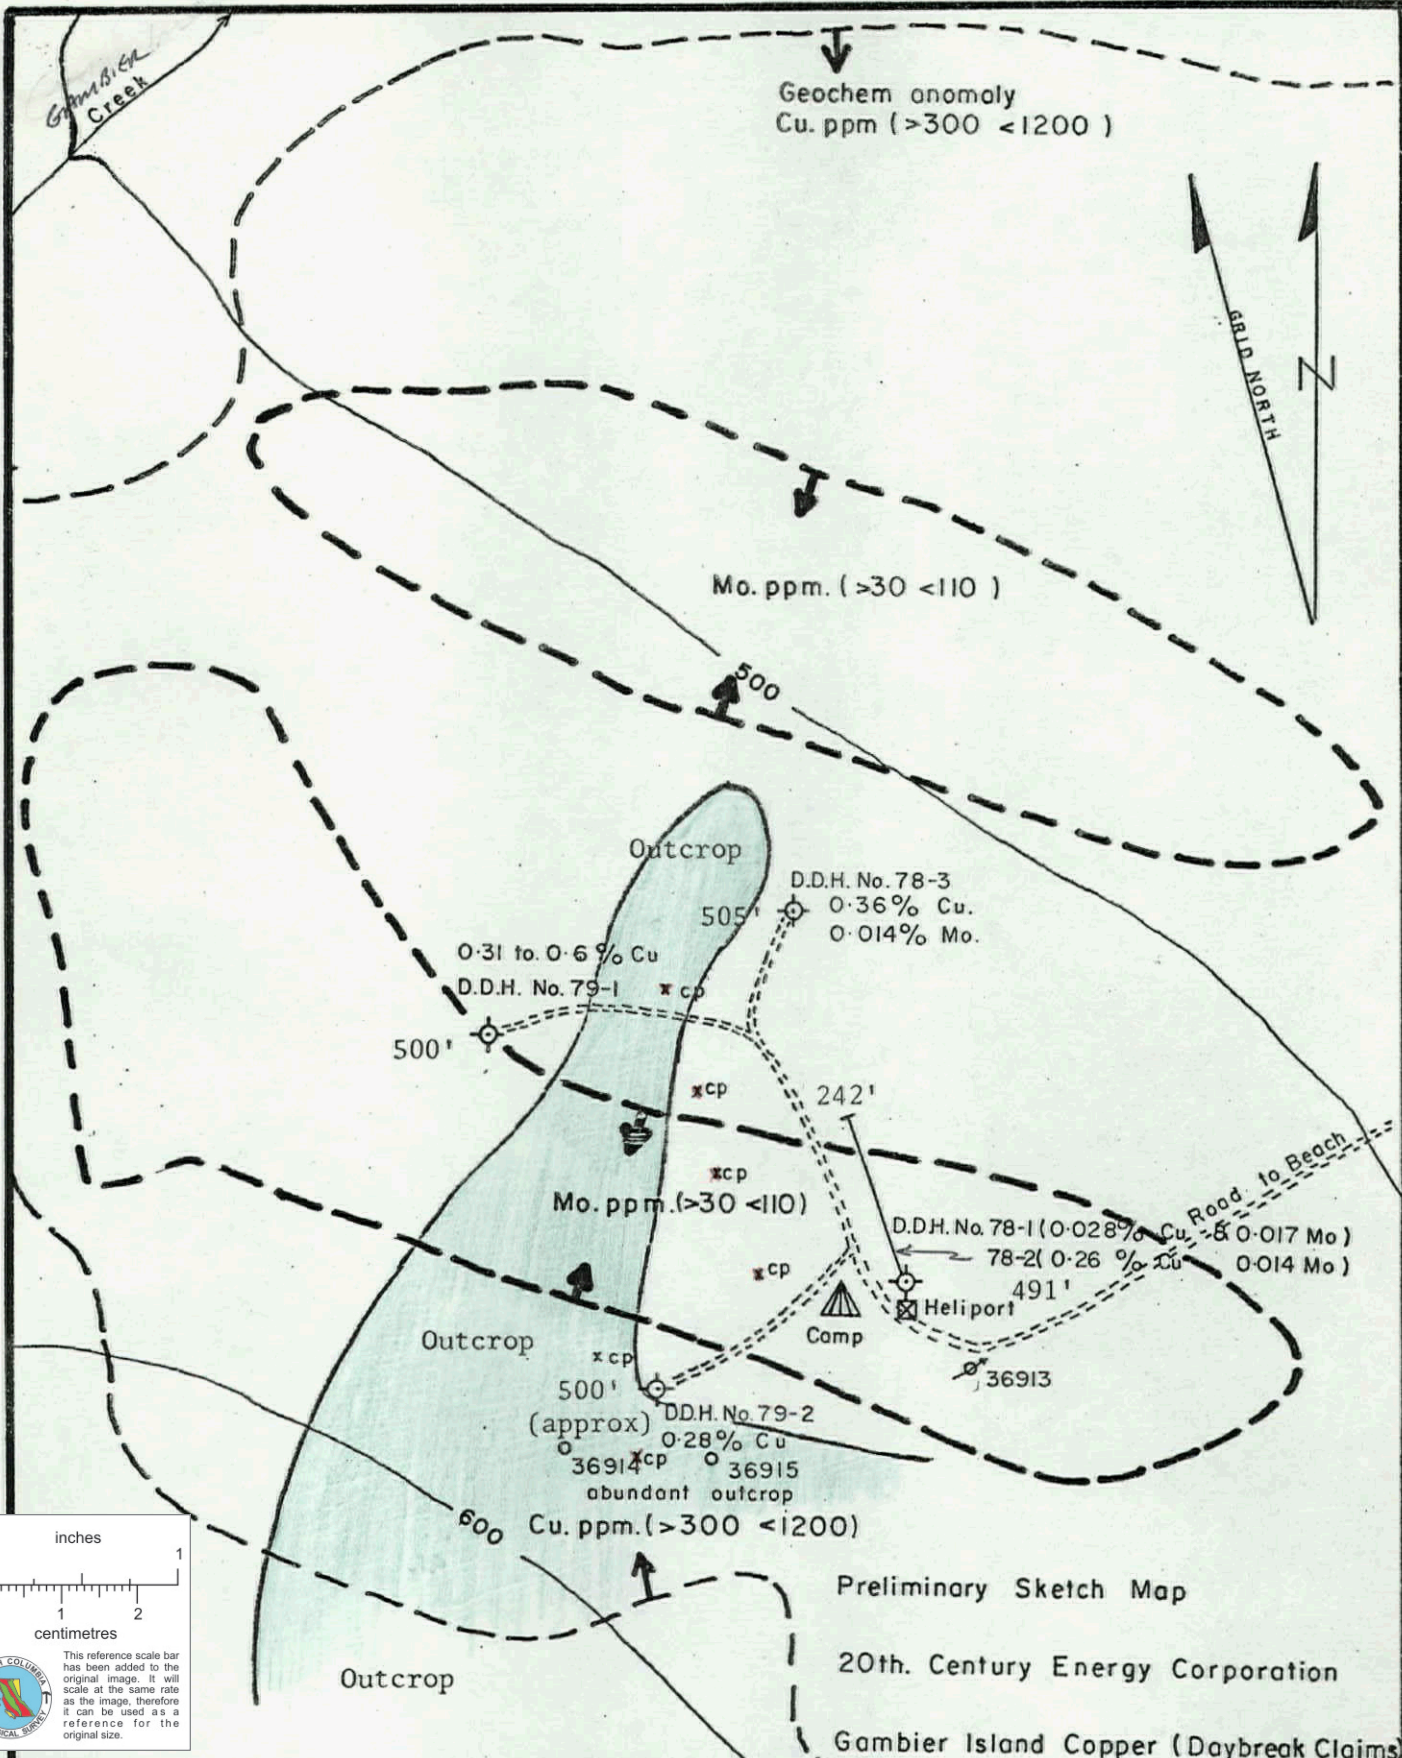 GAMBIER
Creek
Geochem anomaly
Cu. ppm (>300 <1200 )
GRID NORTH
N
Mo. ppm. ( >30 <110 )
500
Outcrop
D.D.H. No. 78-3
505'
0.36% Cu.
0.014% Mo.
0.31 to. 0.6 % Cu
D.D.H. No. 79-1
x cp
500'
x cp
242'
x cp
Road to Beach
Mo. ppm. (>30 <110)
D.D.H. No. 78-1 (0.028% Cu & 0.017 Mo )
78-2( 0.26 % Cu 0.014 Mo )
x cp
491'
Heliport
Camp
Outcrop
x cp
36913
500'
(approx)
D.D.H. No. 79-2
0.28% Cu
36914
x cp
36915
abundant outcrop
600
Cu. ppm. (>300 <1200)
inches
1
1 2
centimetres
This reference scale bar
has been added to the
original image. It will
scale at the same rate
as the image, therefore
it can be used as a
reference for the
original size.
Preliminary Sketch Map
20th. Century Energy Corporation
Outcrop
Gambier Island Copper (Daybreak Claims)